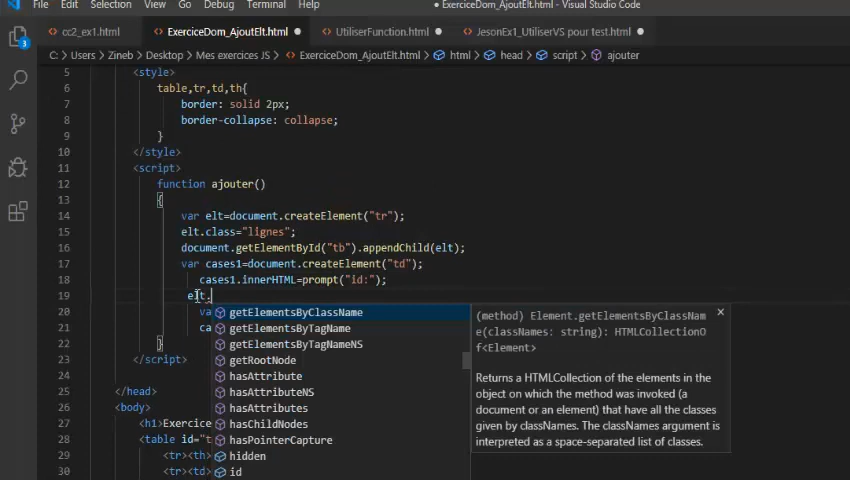 File Edit Selection View Go Debug Terminal Help ● ExerciceDom_AjoutElt.html - Visual Studio Code
cc2_ex1.html ExerciceDom_AjoutElt.html ● UtiliserFunction.html ● JesonEx1_UtiliserVS pour test.html ●
C: > Users > Zineb > Desktop > Mes exercices JS > ExerciceDom_AjoutElt.html > html > head > script > ajouter
5 <style>
6 table,tr,td,th{
7 border: solid 2px;
8 border-collapse: collapse;
9 }
10 </style>
11 <script>
12 function ajouter()
13 {
14 var elt=document.createElement("tr");
15 elt.class="lignes";
16 document.getElementById("tb").appendChild(elt);
17 var cases1=document.createElement("td");
18 cases1.innerHTML=prompt("id:");
19 elt.
20 va
21 ca
22 }
23 </script>
24
25 </head>
26 <body>
27 <h1>Exercice
28 <table id="t
29 <tr><th>
30 <tr><td>
getElementsByClassName
getElementsByTagName
getElementsByTagNameNS
getRootNode
hasAttribute
hasAttributeNS
hasAttributes
hasChildNodes
hasPointerCapture
hidden
id
(method) Element.getElementsByClassNam
e(classNames: string): HTMLCollectionO
f<Element>
Returns a HTMLCollection of the elements in the
object on which the method was invoked (a
document or an element) that have all the classes
given by classNames. The classNames argument is
interpreted as a space-separated list of classes.
3